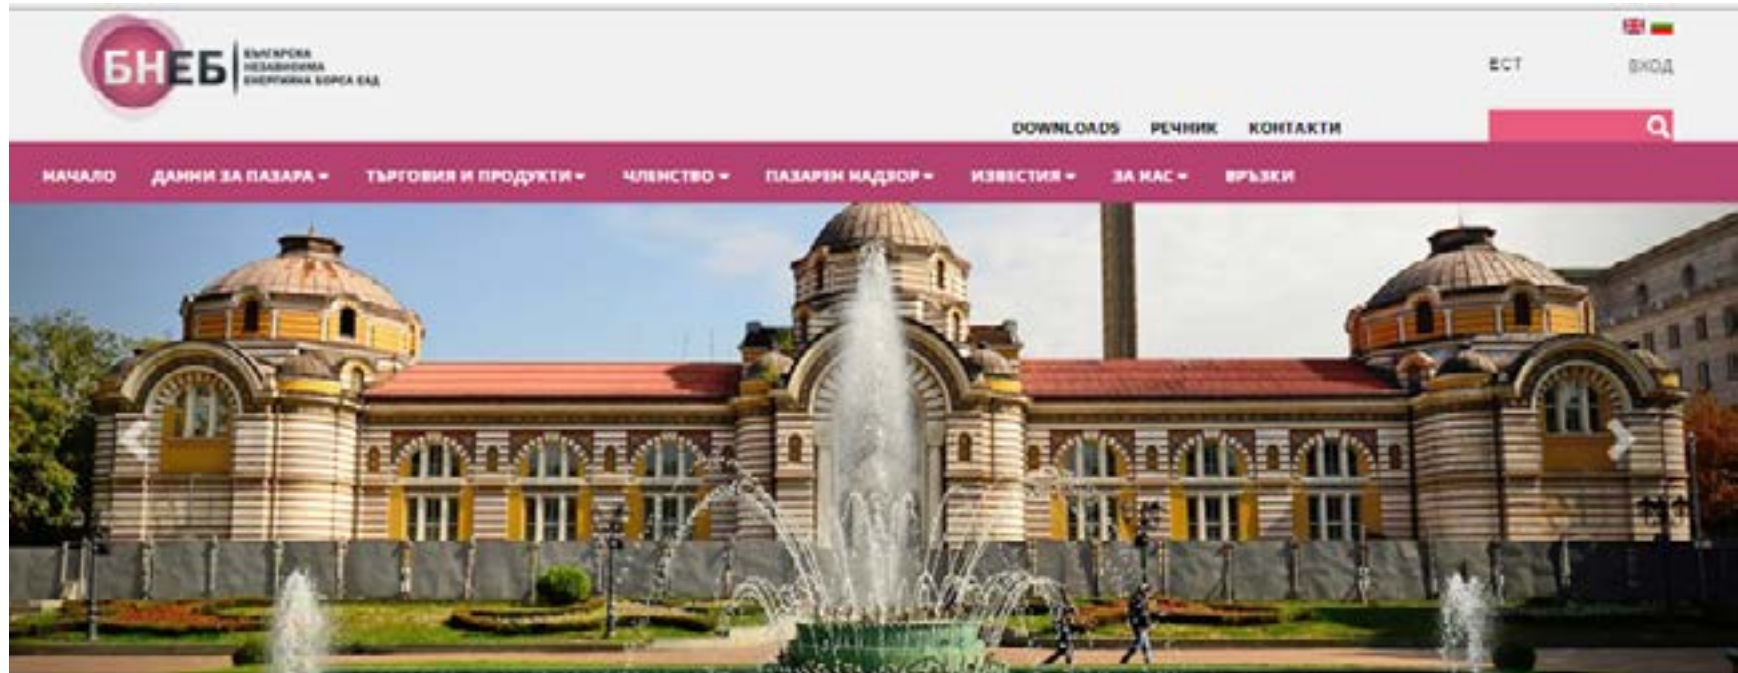 БНЕБ
БЪЛГАРСКА
НЕЗАВИСИМА
ЕНЕРГИЙНА БОРСА ЕАД
ЕСТ ВХОД
DOWNLOADS РЕЧНИК КОНТАКТИ
НАЧАЛО ДАННИ ЗА ПАЗАРА ТЪРГОВИЯ И ПРОДУКТИ ЧЛЕНСТВО ПАЗАРЕН НАДЗОР ИЗВЕСТИЯ ЗА НАС ВРЪЗКИ